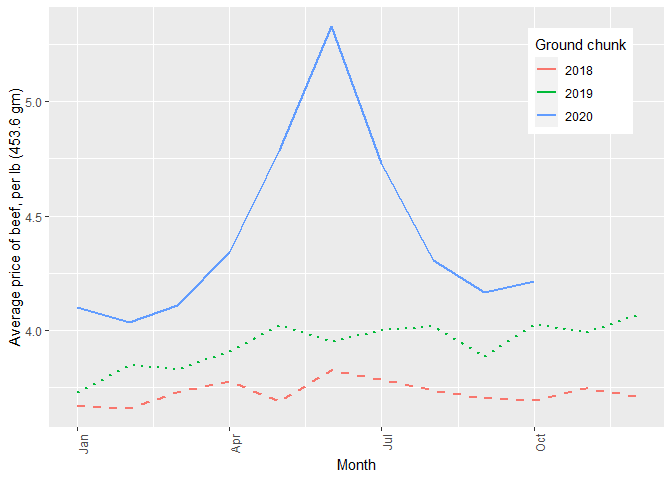 Ground chunk
2018
2019
2020
Average price of beef, per lb (453.6 gm)
5.0
4.5
4.0
Jan
Apr
Jul
Oct
Month